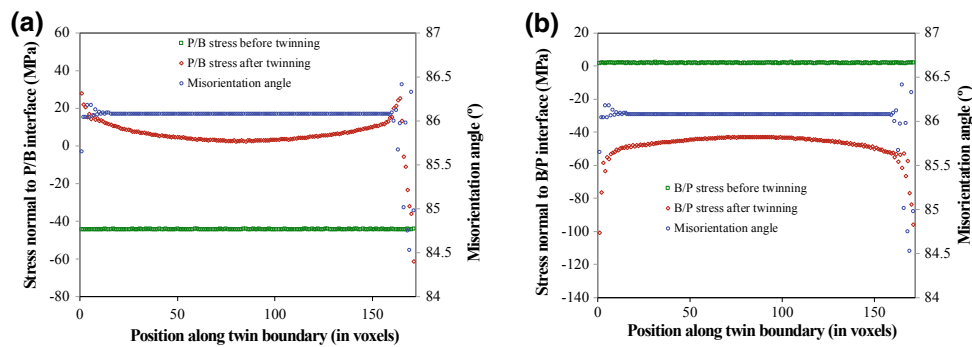 (a)
Stress normal to P/B interface (MPa)
60
40
20
0
-20
-40
-60
-80
P/B stress before twinning
P/B stress after twinning
Misorientation angle
87
86.5
86
85.5
85
84.5
84
Misorientation angle (°)
0
50
100
150
Position along twin boundary (in voxels)
(b)
Stress normal to B/P interface (MPa)
20
0
-20
-40
-60
-80
-100
-120
-140
B/P stress before twinning
B/P stress after twinning
Misorientation angle
87
86.5
86
85.5
85
84.5
84
Misorientation angle (°)
0
50
100
150
Position along twin boundary (in voxels)